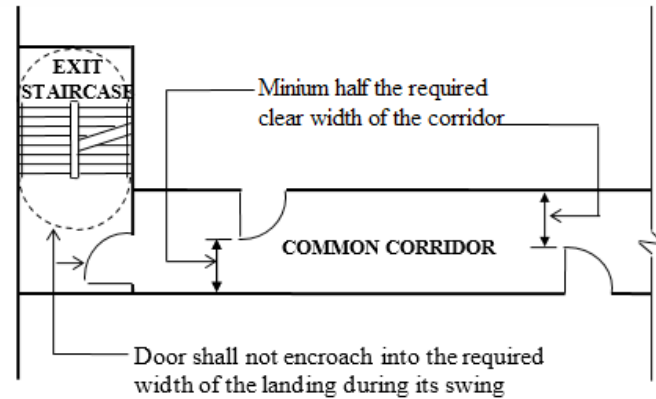 EXIT
STAIRCASE
Minium half the required
clear width of the corridor
COMMON CORRIDOR
Door shall not encroach into the required
width of the landing during its swing